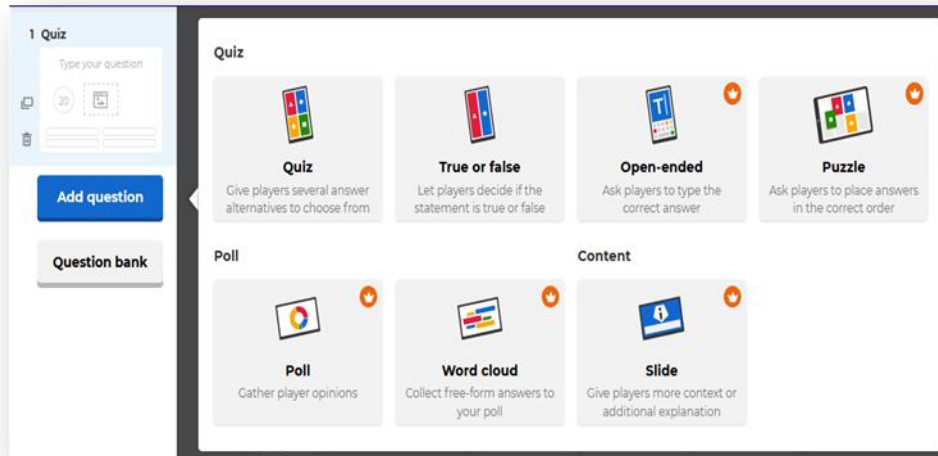 1 Quiz
Type your question
20
Add question
Question bank
Quiz
Quiz
Give players several answer
alternatives to choose from
True or false
Let players decide if the
statement is true or false
T
Open-ended
Ask players to type the
correct answer
Puzzle
Ask players to place answers
in the correct order
Poll
Content
Poll
Gather player opinions
Word cloud
Collect free-form answers to
your poll
Slide
Give players more context or
additional explanation